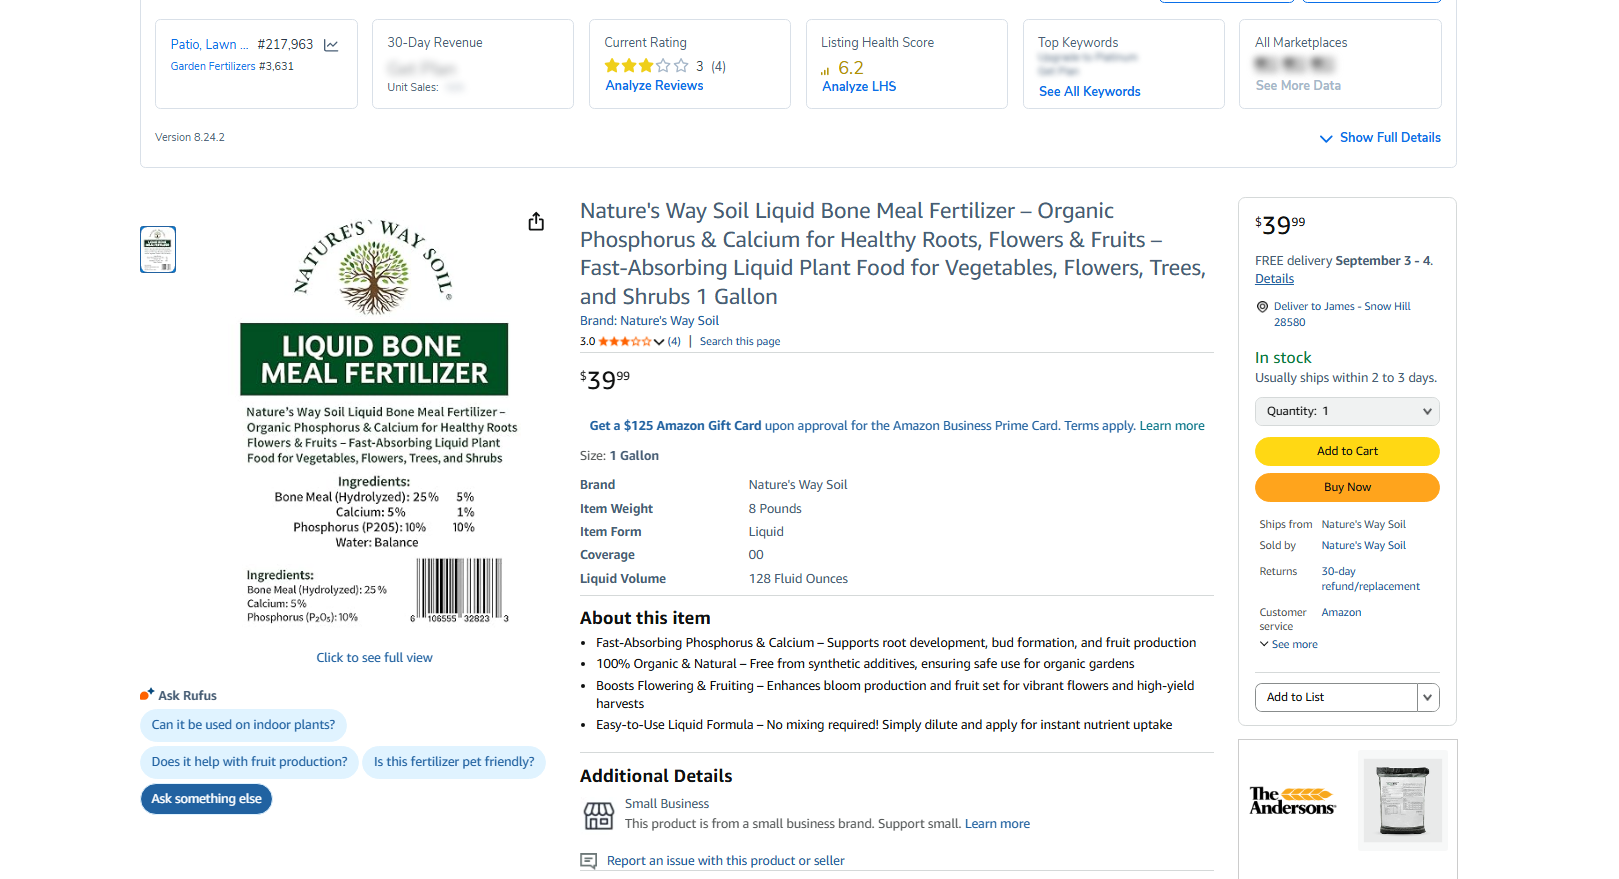 Patio, Lawn ... #217,963
Garden Fertilizers #3,631
30-Day Revenue
Unit Sales:
Current Rating
3 (4)
Analyze Reviews
Listing Health Score
6.2
Analyze LHS
Top Keywords
Upgrade to Platinum
Get Plan
See All Keywords
All Marketplaces
See More Data
Version 8.24.2
Show Full Details
NATURE'S WAY SOIL
LIQUID BONE
MEAL FERTILIZER
Nature's Way Soil Liquid Bone Meal Fertilizer –
Organic Phosphorus & Calcium for Healthy Roots
Flowers & Fruits – Fast-Absorbing Liquid Plant
Food for Vegetables, Flowers, Trees, and Shrubs
Ingredients:
Bone Meal (Hydrolyzed): 25% 5%
Calcium: 5% 1%
Phosphorus (P2O5): 10% 10%
Water: Balance
Ingredients:
Bone Meal (Hydrolyzed): 25%
Calcium: 5%
Phosphorus (P₂O₅): 10%
6 106555 32823 3
Click to see full view
Ask Rufus
Can it be used on indoor plants?
Does it help with fruit production?
Is this fertilizer pet friendly?
Ask something else
Nature's Way Soil Liquid Bone Meal Fertilizer – Organic
Phosphorus & Calcium for Healthy Roots, Flowers & Fruits –
Fast-Absorbing Liquid Plant Food for Vegetables, Flowers, Trees,
and Shrubs 1 Gallon
Brand: Nature's Way Soil
3.0 (4) | Search this page
$3999
Get a $125 Amazon Gift Card upon approval for the Amazon Business Prime Card. Terms apply. Learn more
Size: 1 Gallon
Brand Nature's Way Soil
Item Weight 8 Pounds
Item Form Liquid
Coverage 00
Liquid Volume 128 Fluid Ounces
About this item
• Fast-Absorbing Phosphorus & Calcium – Supports root development, bud formation, and fruit production
• 100% Organic & Natural – Free from synthetic additives, ensuring safe use for organic gardens
• Boosts Flowering & Fruiting – Enhances bloom production and fruit set for vibrant flowers and high-yield
harvests
• Easy-to-Use Liquid Formula – No mixing required! Simply dilute and apply for instant nutrient uptake
Additional Details
Small Business
This product is from a small business brand. Support small. Learn more
Report an issue with this product or seller
$3999
FREE delivery September 3 - 4.
Details
Deliver to James - Snow Hill
28580
In stock
Usually ships within 2 to 3 days.
Quantity: 1
Add to Cart
Buy Now
Ships from Nature's Way Soil
Sold by Nature's Way Soil
Returns 30-day
refund/replacement
Customer Amazon
service
See more
Add to List
The
Andersons